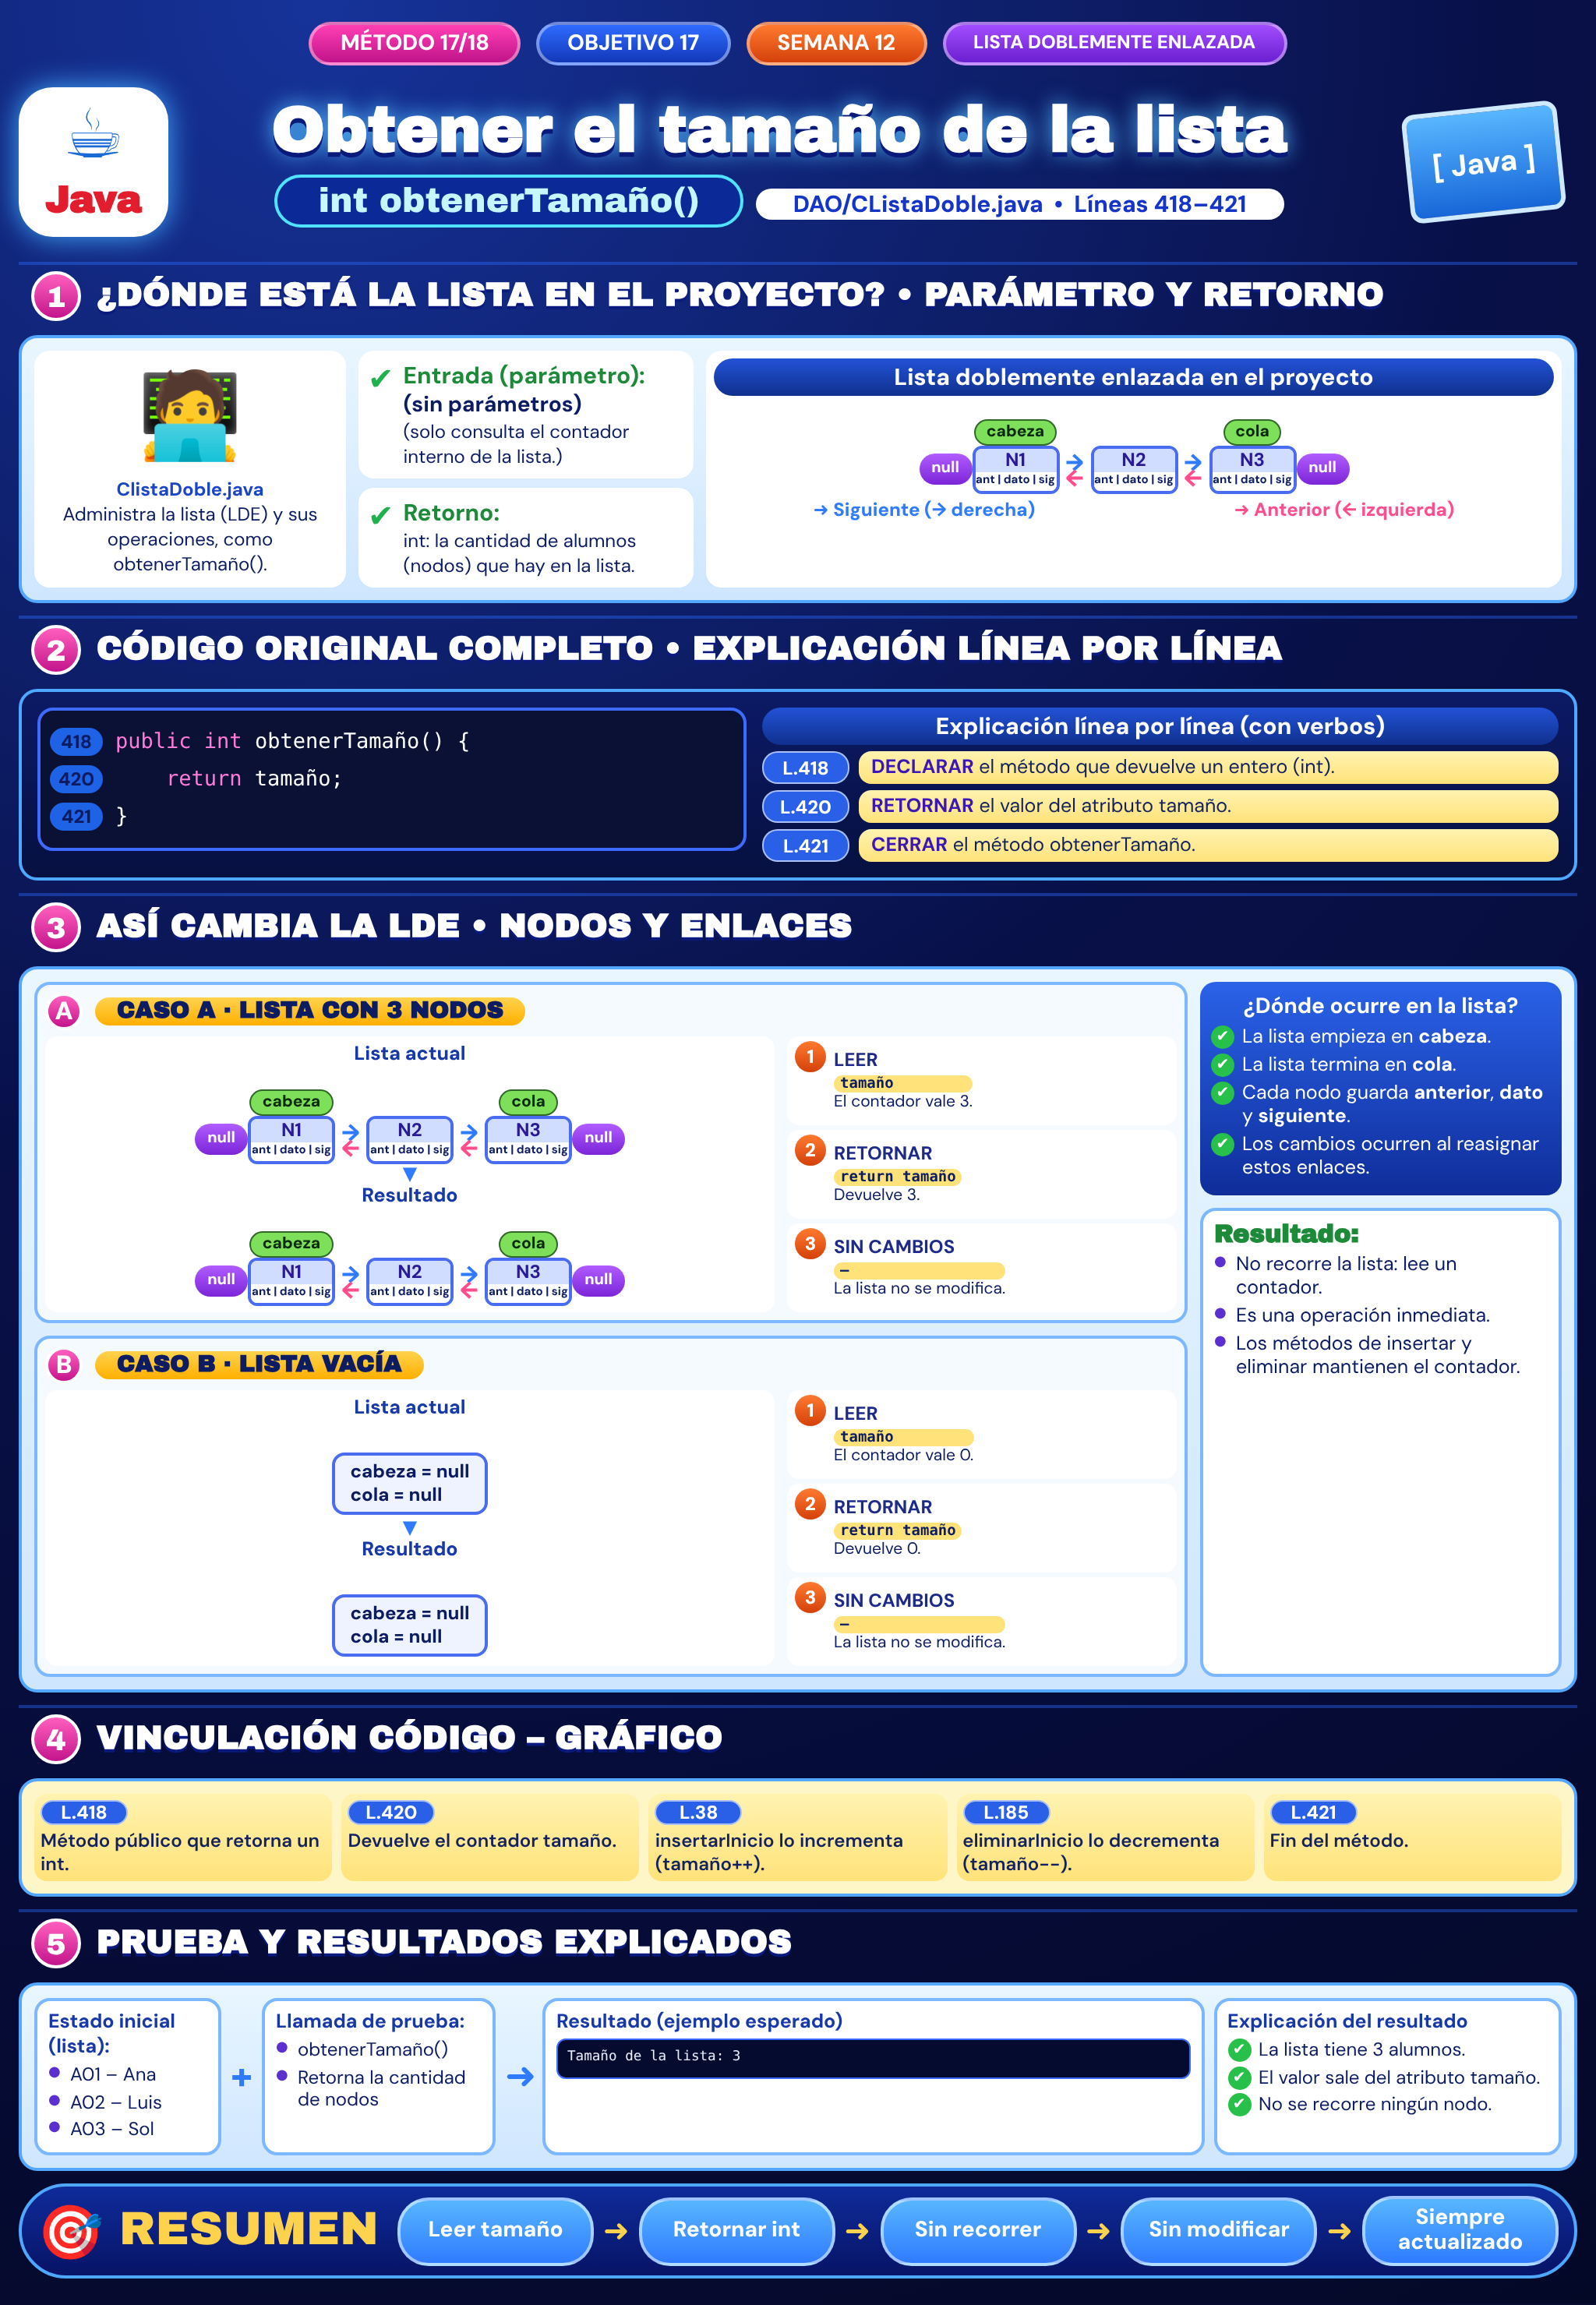 MÉTODO 17/18
OBJETIVO 17
SEMANA 12
LISTA DOBLEMENTE ENLAZADA
Java
Obtener el tamaño de la lista
int obtenerTamaño()
DAO/CListaDoble.java • Líneas 418–421
[ Java ]
1
¿DÓNDE ESTÁ LA LISTA EN EL PROYECTO? • PARÁMETRO Y RETORNO
ClistaDoble.java
Administra la lista (LDE) y sus
operaciones, como
obtenerTamaño().
✔ Entrada (parámetro):
(sin parámetros)
(solo consulta el contador
interno de la lista.)
✔ Retorno:
int: la cantidad de alumnos
(nodos) que hay en la lista.
Lista doblemente enlazada en el proyecto
cabeza
cola
null
N1
ant | dato | sig
→
←
N2
ant | dato | sig
→
←
N3
ant | dato | sig
null
→ Siguiente (→ derecha)
→ Anterior (← izquierda)
2
CÓDIGO ORIGINAL COMPLETO • EXPLICACIÓN LÍNEA POR LÍNEA
418 public int obtenerTamaño() {
420 return tamaño;
421 }
Explicación línea por línea (con verbos)
L.418 DECLARAR el método que devuelve un entero (int).
L.420 RETORNAR el valor del atributo tamaño.
L.421 CERRAR el método obtenerTamaño.
3
ASÍ CAMBIA LA LDE • NODOS Y ENLACES
A
CASO A · LISTA CON 3 NODOS
Lista actual
cabeza
cola
null
N1
ant | dato | sig
→
←
N2
ant | dato | sig
→
←
N3
ant | dato | sig
null
▼
Resultado
cabeza
cola
null
N1
ant | dato | sig
→
←
N2
ant | dato | sig
→
←
N3
ant | dato | sig
null
1 LEER
tamaño
El contador vale 3.
2 RETORNAR
return tamaño
Devuelve 3.
3 SIN CAMBIOS
—
La lista no se modifica.
B
CASO B · LISTA VACÍA
Lista actual
cabeza = null
cola = null
▼
Resultado
cabeza = null
cola = null
1 LEER
tamaño
El contador vale 0.
2 RETORNAR
return tamaño
Devuelve 0.
3 SIN CAMBIOS
—
La lista no se modifica.
¿Dónde ocurre en la lista?
✔ La lista empieza en cabeza.
✔ La lista termina en cola.
✔ Cada nodo guarda anterior, dato
y siguiente.
✔ Los cambios ocurren al reasignar
estos enlaces.
Resultado:
● No recorre la lista: lee un
contador.
● Es una operación inmediata.
● Los métodos de insertar y
eliminar mantienen el contador.
4
VINCULACIÓN CÓDIGO – GRÁFICO
L.418
Método público que retorna un
int.
L.420
Devuelve el contador tamaño.
L.38
insertarInicio lo incrementa
(tamaño++).
L.185
eliminarInicio lo decrementa
(tamaño--).
L.421
Fin del método.
5
PRUEBA Y RESULTADOS EXPLICADOS
Estado inicial
(lista):
● A01 – Ana
● A02 – Luis
● A03 – Sol
+
Llamada de prueba:
● obtenerTamaño()
● Retorna la cantidad
de nodos
→
Resultado (ejemplo esperado)
Tamaño de la lista: 3
Explicación del resultado
✔ La lista tiene 3 alumnos.
✔ El valor sale del atributo tamaño.
✔ No se recorre ningún nodo.
RESUMEN
Leer tamaño
→
Retornar int
→
Sin recorrer
→
Sin modificar
→
Siempre
actualizado